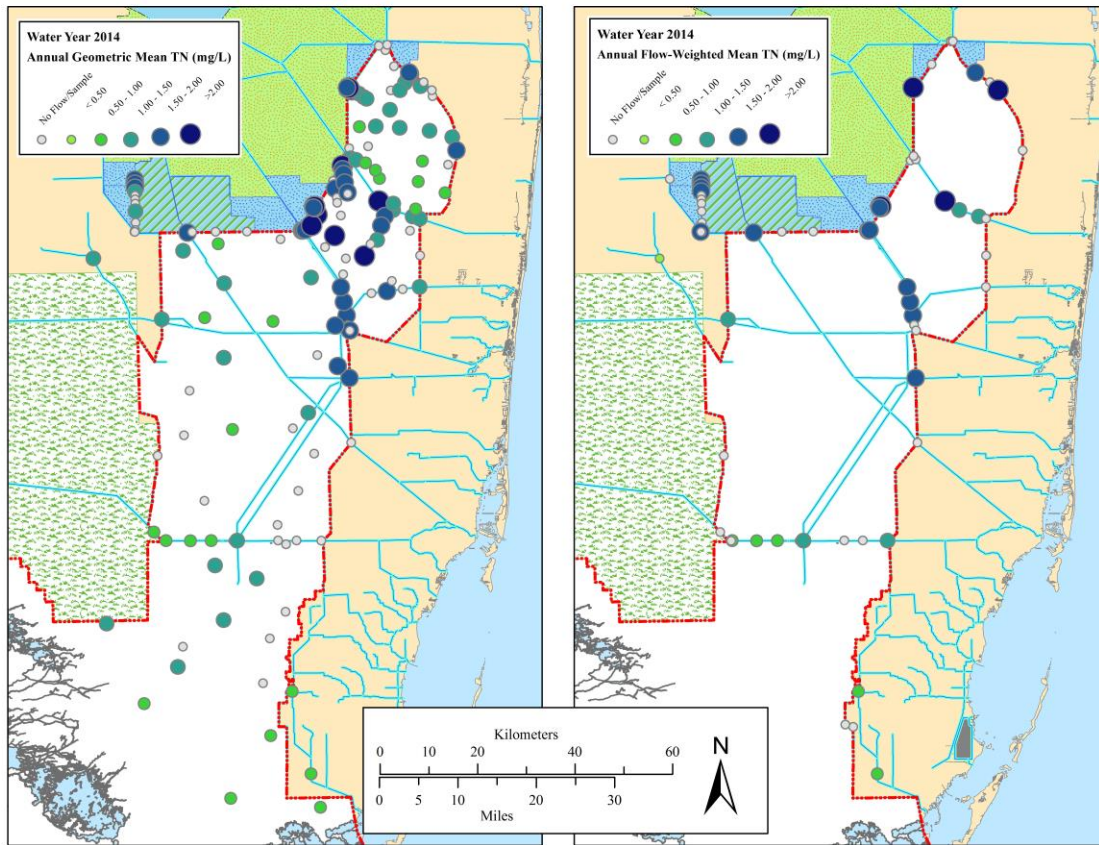 Water Year 2014
Annual Geometric Mean TN (mg/L)
No Flow/Sample
< 0.50
0.50 - 1.00
1.00 - 1.50
1.50 - 2.00
>2.00
Water Year 2014
Annual Flow-Weighted Mean TN (mg/L)
No Flow/Sample
< 0.50
0.50 - 1.00
1.00 - 1.50
1.50 - 2.00
>2.00
Kilometers
0 10 20 40 60
N
0 5 10 20 30
Miles